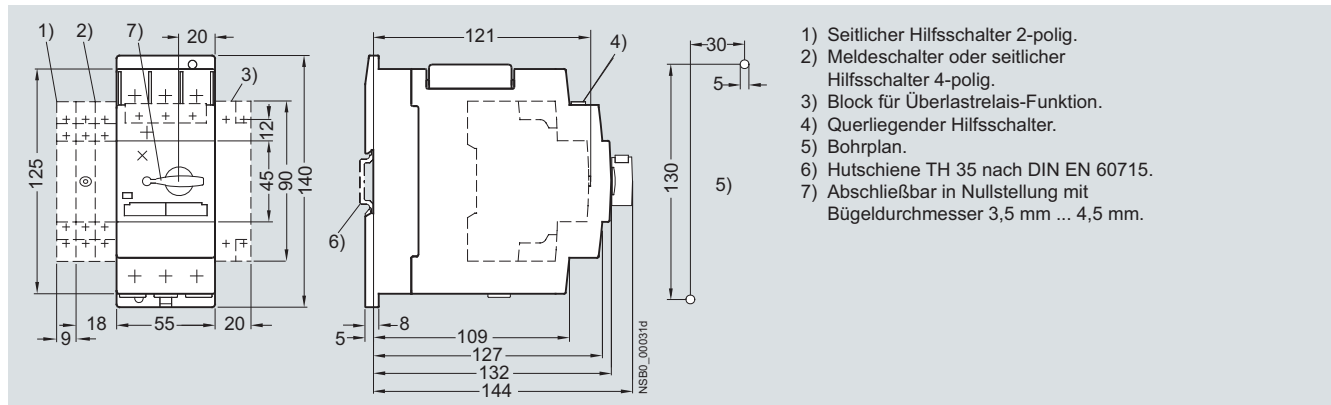 1)
2)
7)
20
3)
12
125
45
90
140
18
55
20
9
121
4)
6)
8
5
109
127
132
144
NSB0_00031d
30
5
130
5)
1) Seitlicher Hilfsschalter 2-polig.
2) Meldeschalter oder seitlicher
Hilfsschalter 4-polig.
3) Block für Überlastrelais-Funktion.
4) Querliegender Hilfsschalter.
5) Bohrplan.
6) Hutschiene TH 35 nach DIN EN 60715.
7) Abschließbar in Nullstellung mit
Bügeldurchmesser 3,5 mm ... 4,5 mm.